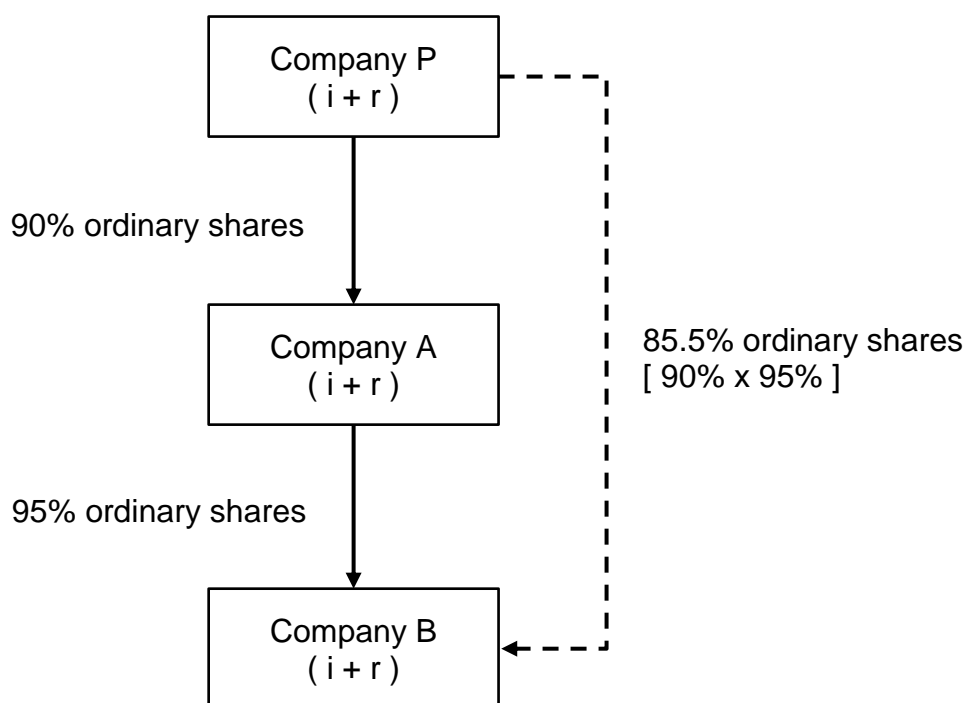 Company P
( i + r )
90% ordinary shares
Company A
( i + r )
85.5% ordinary shares
[ 90% x 95% ]
95% ordinary shares
Company B
( i + r )